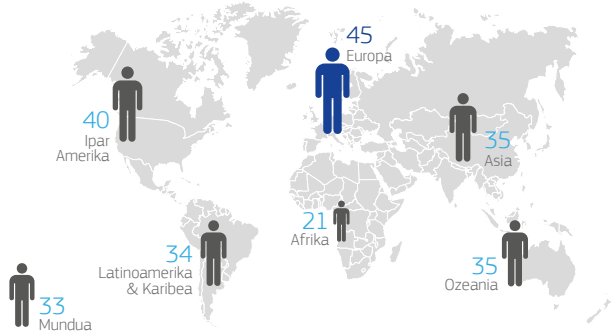 45
Europa
40
Ipar
Amerika
35
Asia
21
Afrika
34
Latinoamerika
& Karibea
35
Ozeania
33
Mundua